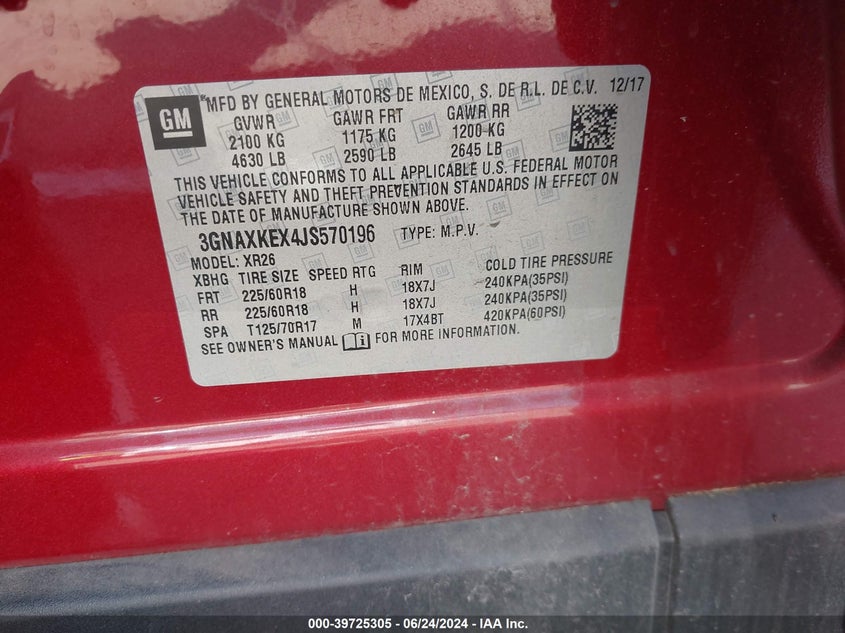 GM
MFD BY GENERAL MOTORS DE MEXICO, S. DE R.L. DE C.V. 12/17
GVWR GAWR FRT GAWR RR
2100 KG 1175 KG 1200 KG
4630 LB 2590 LB 2645 LB
THIS VEHICLE CONFORMS TO ALL APPLICABLE U.S. FEDERAL MOTOR
VEHICLE SAFETY AND THEFT PREVENTION STANDARDS IN EFFECT ON
THE DATE OF MANUFACTURE SHOWN ABOVE.
3GNAXKEX4JS570196 TYPE: M.P.V.
MODEL: XR26
XBHG TIRE SIZE SPEED RTG RIM COLD TIRE PRESSURE
FRT 225/60R18 H 18X7J 240KPA(35PSI)
RR 225/60R18 H 18X7J 240KPA(35PSI)
SPA T125/70R17 M 17X4BT 420KPA(60PSI)
SEE OWNER'S MANUAL FOR MORE INFORMATION.
000-39725305 - 06/24/2024 - IAA Inc.